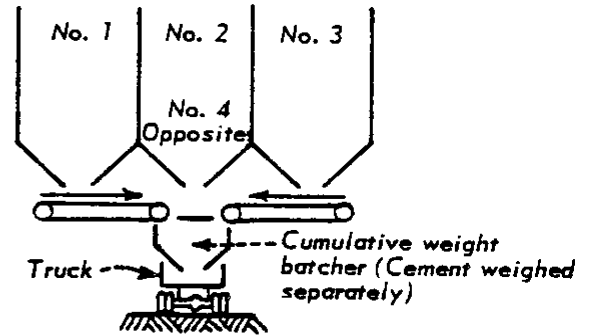 No. 1 No. 2 No. 3
No. 4
Opposite
Cumulative weight
batcher (Cement weighed
separately)
Truck